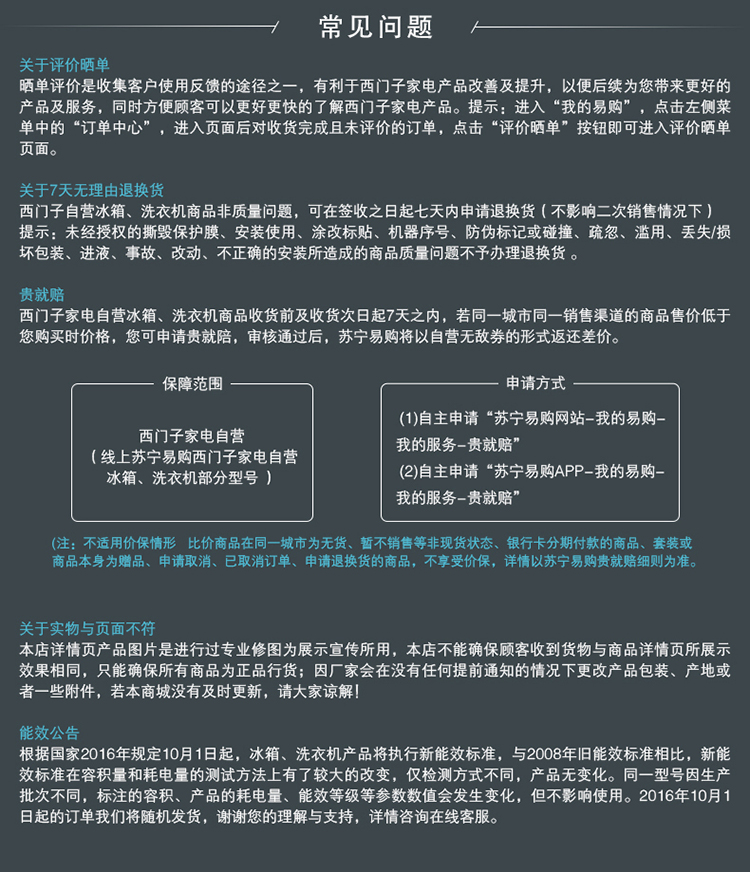 常见问题
关于评价晒单
晒单评价是收集客户使用反馈的途径之一，有利于西门子家电产品改善及提升，以便后续为您带来更好的
产品及服务，同时方便顾客可以更好更快的了解西门子家电产品。提示：进入“我的易购”，点击左侧菜
单中的“订单中心”，进入页面后对收货完成且未评价的订单，点击“评价晒单”按钮即可进入评价晒单
页面。
关于7天无理由退换货
西门子自营冰箱、洗衣机商品非质量问题，可在签收之日起七天内申请退换货（不影响二次销售情况下）
提示：未经授权的撕毁保护膜、安装使用、涂改标贴、机器序号、防伪标记或碰撞、疏忽、滥用、丢失/损
坏包装、进液、事故、改动、不正确的安装所造成的商品质量问题不予办理退换货 。
贵就赔
西门子家电自营冰箱、洗衣机商品收货前及收货次日起7天之内，若同一城市同一销售渠道的商品售价低于
您购买时价格，您可申请贵就赔，审核通过后，苏宁易购将以自营无敌券的形式返还差价。
保障范围
西门子家电自营
（线上苏宁易购西门子家电自营
冰箱、洗衣机部分型号 ）
申请方式
(1)自主申请“苏宁易购网站-我的易购-
我的服务-贵就赔”
(2)自主申请“苏宁易购APP-我的易购-
我的服务-贵就赔”
(注：不适用价保情形 比价商品在同一城市为无货、暂不销售等非现货状态、银行卡分期付款的商品、套装或
商品本身为赠品、申请取消、已取消订单、申请退换货的商品，不享受价保，详情以苏宁易购贵就赔细则为准。
关于实物与页面不符
本店详情页产品图片是进行过专业修图为展示宣传所用，本店不能确保顾客收到货物与商品详情页所展示
效果相同，只能确保所有商品为正品行货；因厂家会在没有任何提前通知的情况下更改产品包装、产地或
者一些附件，若本商城没有及时更新，请大家谅解！
能效公告
根据国家2016年规定10月1日起，冰箱、洗衣机产品将执行新能效标准，与2008年旧能效标准相比，新能
效标准在容积量和耗电量的测试方法上有了较大的改变，仅检测方式不同，产品无变化。同一型号因生产
批次不同，标注的容积、产品的耗电量、能效等级等参数数值会发生变化，但不影响使用。2016年10月1
日起的订单我们将随机发货，谢谢您的理解与支持，详情咨询在线客服。